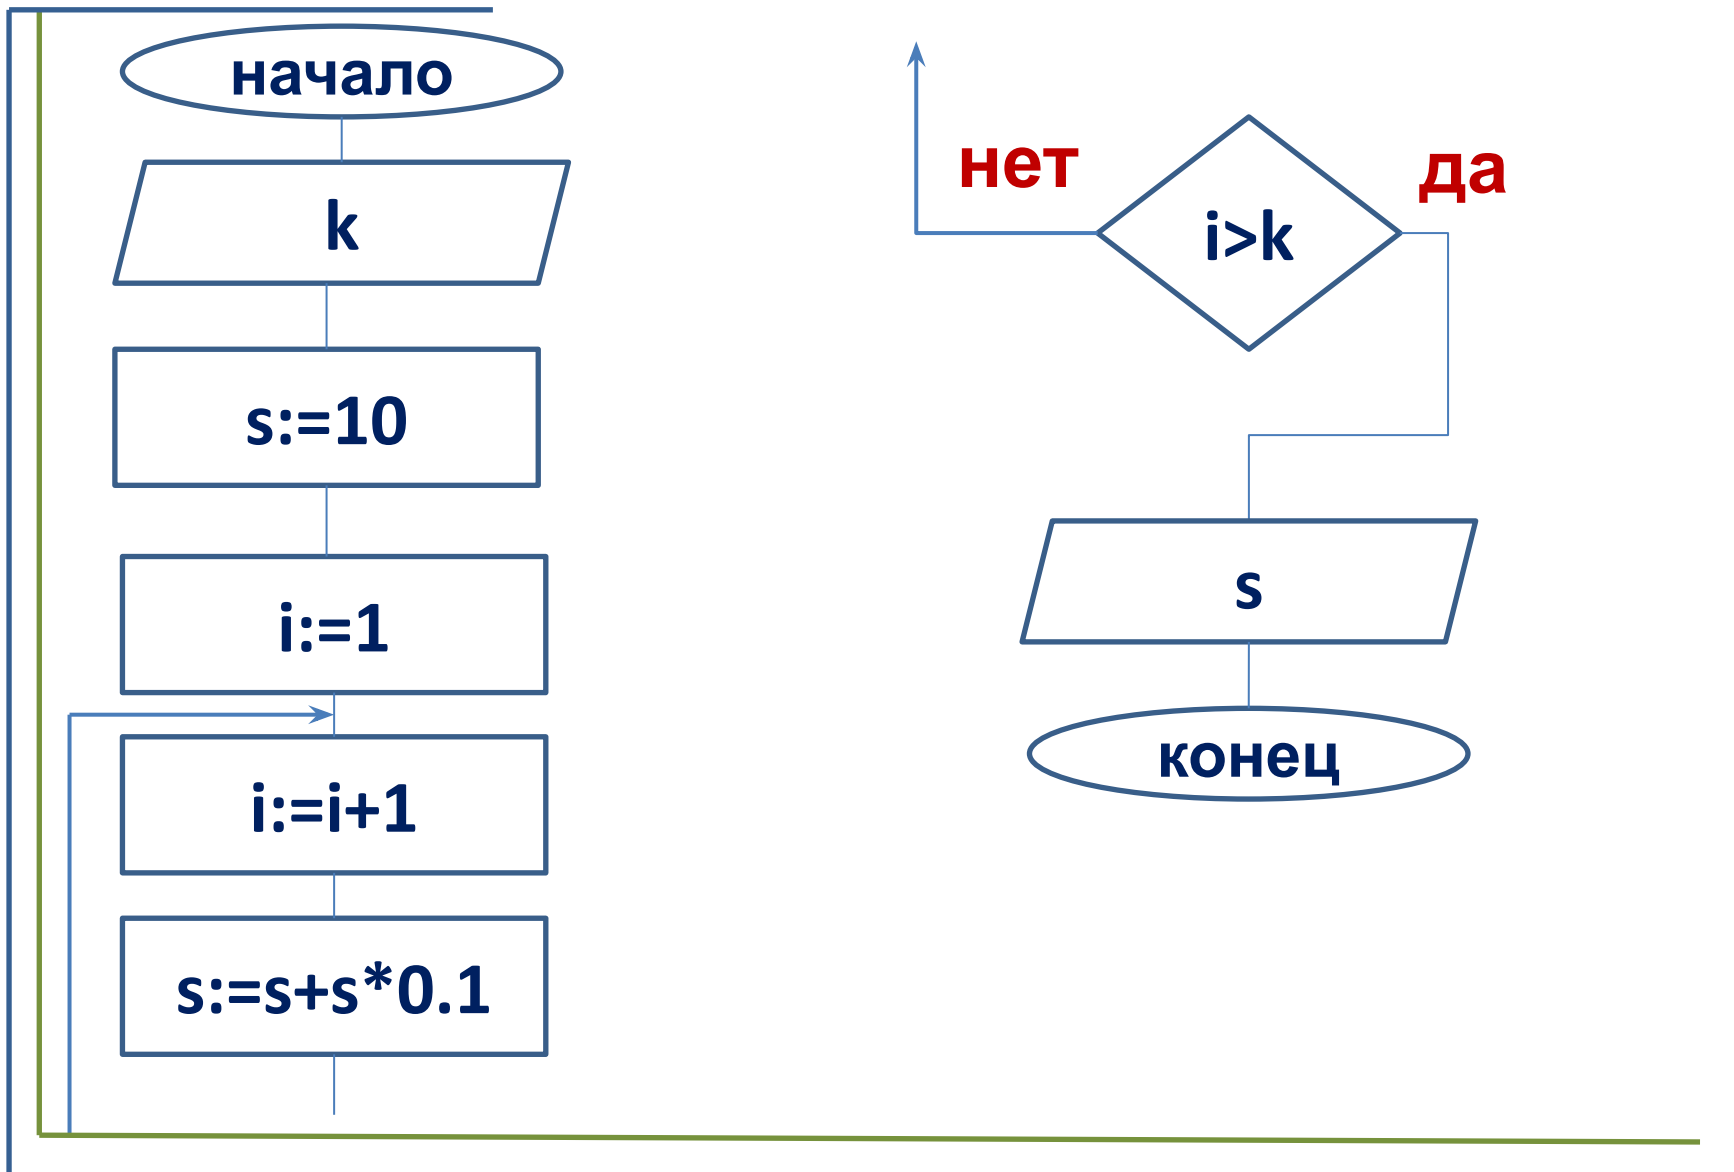 начало
k
s:=10
i:=1
i:=i+1
s:=s+s*0.1
нет
да
i>k
s
конец